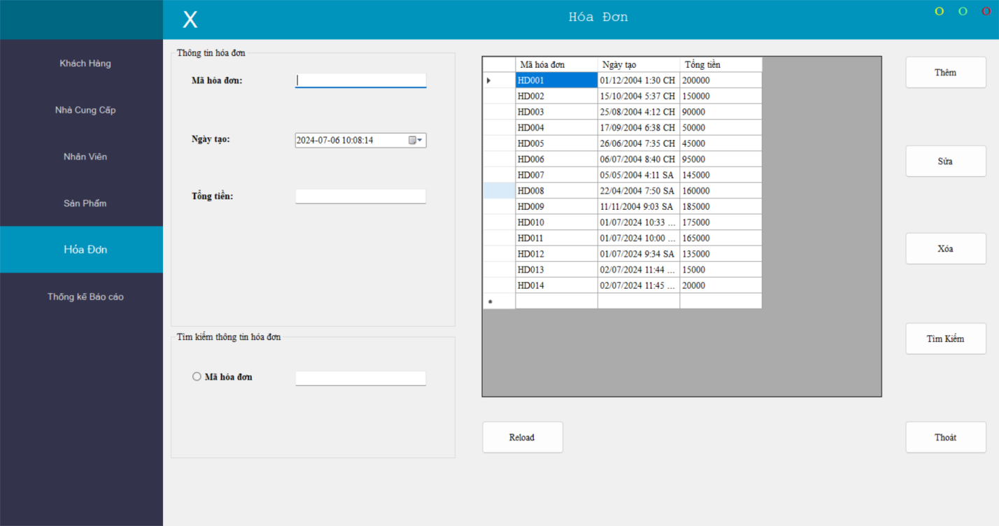 X
Hóa Đơn
O O O
Khách Hàng
Nhà Cung Cấp
Nhân Viên
Sản Phẩm
Hóa Đơn
Thống kê Báo cáo
Thông tin hóa đơn
Mã hóa đơn:
Ngày tạo:
2024-07-06 10:08:14
Tổng tiền:
Tìm kiếm thông tin hóa đơn
Mã hóa đơn
Mã hóa đơn Ngày tạo Tổng tiền
HD001 01/12/2004 1:30 CH 200000
HD002 15/10/2004 5:37 CH 150000
HD003 25/08/2004 4:12 CH 90000
HD004 17/09/2004 6:38 CH 50000
HD005 26/06/2004 7:35 CH 45000
HD006 06/07/2004 8:40 CH 95000
HD007 05/05/2004 4:11 SA 145000
HD008 22/04/2004 7:50 SA 160000
HD009 11/11/2004 9:03 SA 185000
HD010 01/07/2024 10:33 ... 175000
HD011 01/07/2024 10:00 ... 165000
HD012 01/07/2024 9:34 SA 135000
HD013 02/07/2024 11:44 ... 15000
HD014 02/07/2024 11:45 ... 20000
Reload
Thêm
Sửa
Xóa
Tìm Kiếm
Thoát